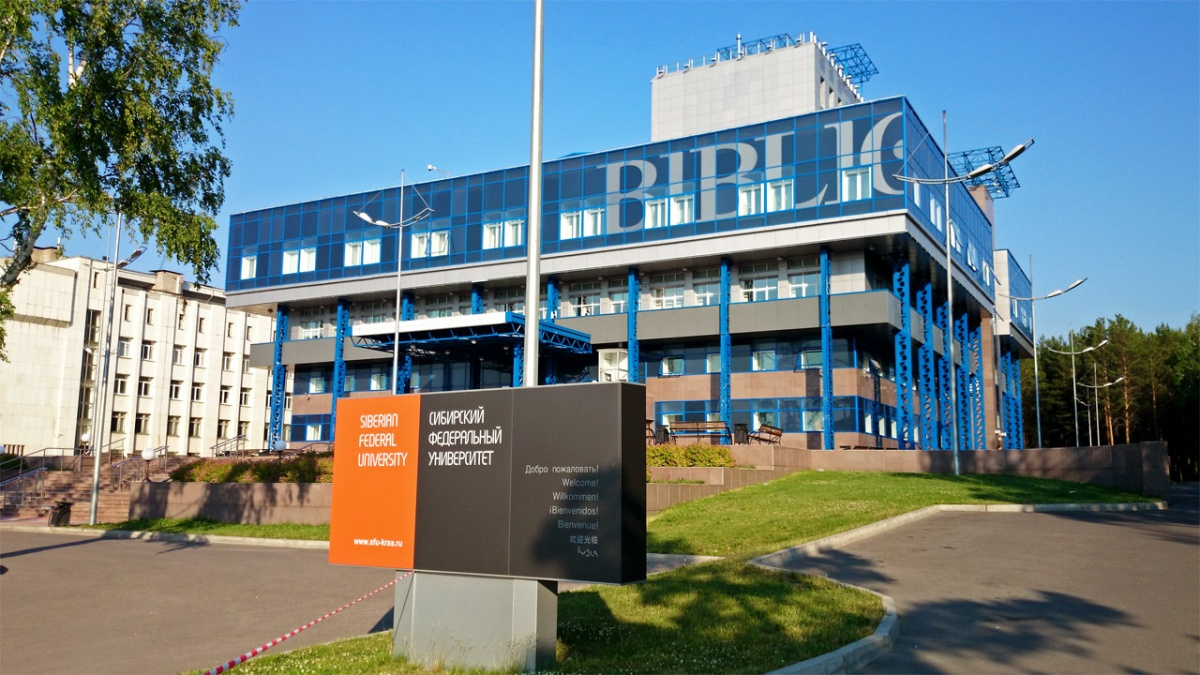 BIBLIO
SIBERIAN
FEDERAL
UNIVERSITY
www.sfu-kras.ru
СИБИРСКИЙ
ФЕДЕРАЛЬНЫЙ
УНИВЕРСИТЕТ
Добро пожаловать!
Welcome!
Willkommen!
¡Bienvenidos!
Bienvenue!
欢迎光临